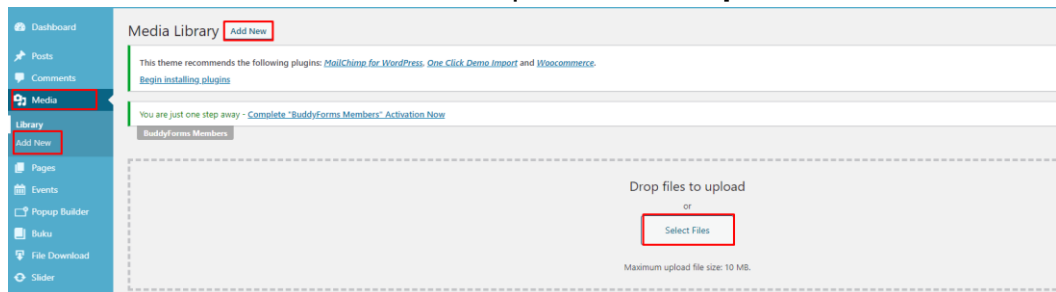 Dashboard
Posts
Comments
Media
Library
Add New
Pages
Events
Popup Builder
Buku
File Download
Slider
Media Library Add New
This theme recommends the following plugins: MailChimp for WordPress, One Click Demo Import and Woocommerce.
Begin installing plugins
You are just one step away - Complete "BuddyForms Members" Activation Now
BuddyForms Members
Drop files to upload
or
Select Files
Maximum upload file size: 10 MB.